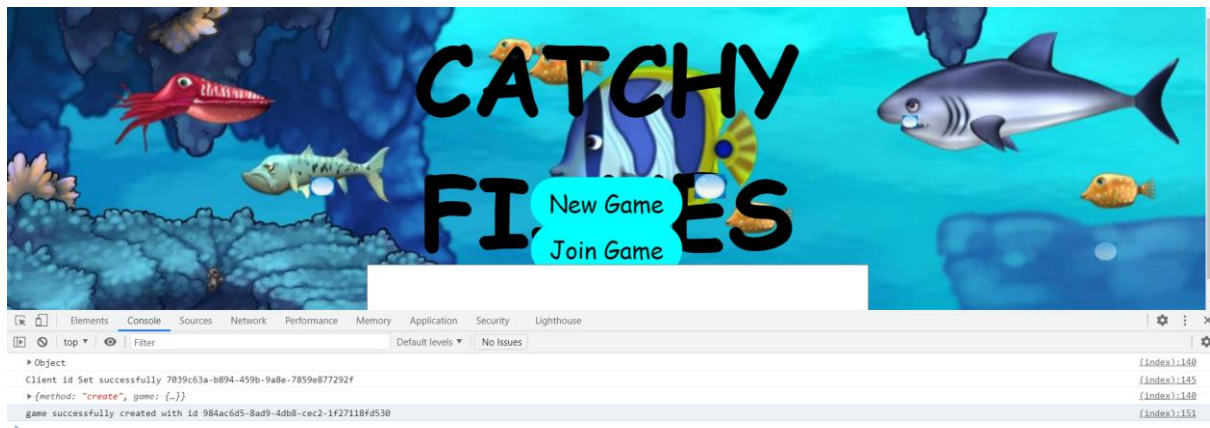 CATCHY
FI ES
New Game
Join Game
Elements Console Sources Network Performance Memory Application Security Lighthouse
top ▼ Filter Default levels ▼ No Issues
▶ Object (index):140
Client id Set successfully 7039c63a-b894-459b-9a8e-7859e877292f (index):145
▶ {method: "create", game: {…}} (index):140
game successfully created with id 984ac6d5-8ad9-4db8-cec2-1f27118fd530 (index):151